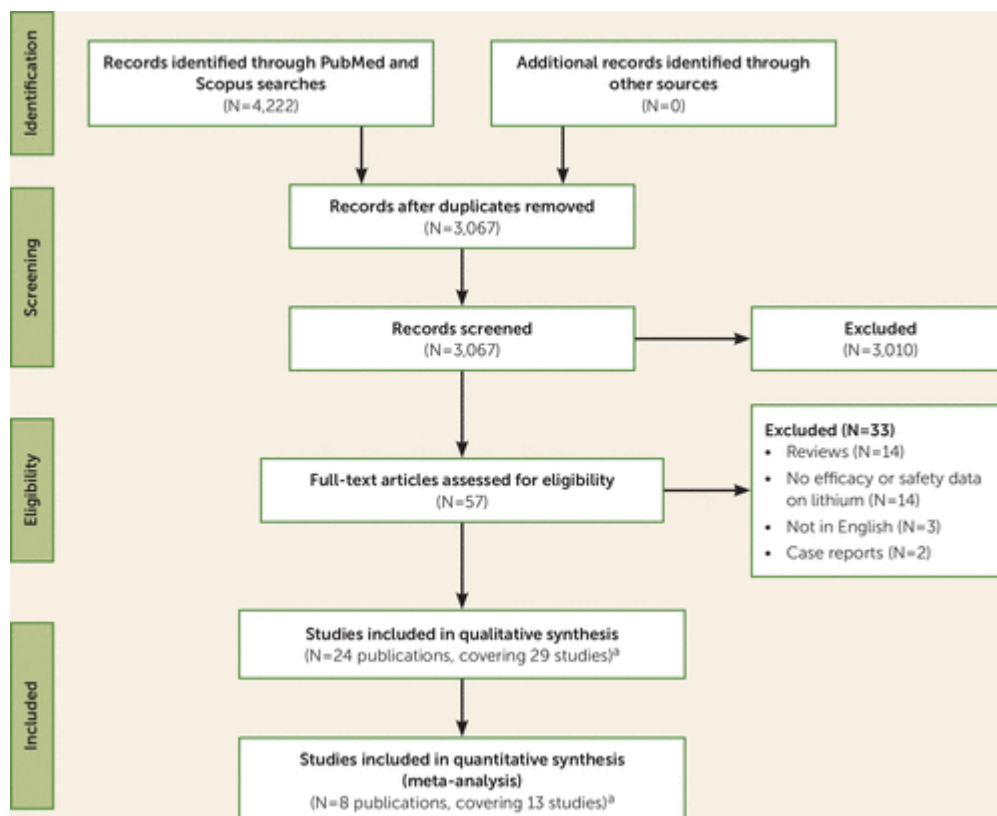 Identification
Records identified through PubMed and
Scopus searches
(N=4,222)
Additional records identified through
other sources
(N=0)
Screening
Records after duplicates removed
(N=3,067)
Records screened
(N=3,067)
Excluded
(N=3,010)
Eligibility
Full-text articles assessed for eligibility
(N=57)
Excluded (N=33)
• Reviews (N=14)
• No efficacy or safety data
on lithium (N=14)
• Not in English (N=3)
• Case reports (N=2)
Included
Studies included in qualitative synthesis
(N=24 publications, covering 29 studies)a
Studies included in quantitative synthesis
(meta-analysis)
(N=8 publications, covering 13 studies)a